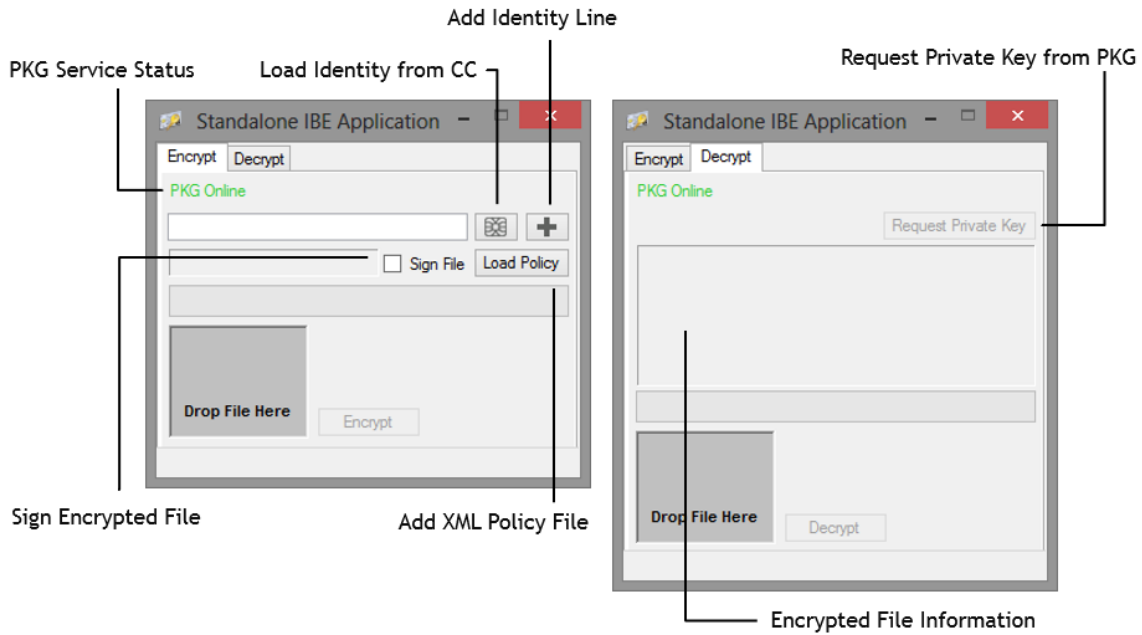 Add Identity Line
Request Private Key from PKG
PKG Service Status
Load Identity from CC
Standalone IBE Application
Encrypt
Decrypt
PKG Online
Sign File
Load Policy
Drop File Here
Encrypt
Sign Encrypted File
Add XML Policy File
Standalone IBE Application
Encrypt
Decrypt
PKG Online
Request Private Key
Drop File Here
Decrypt
Encrypted File Information